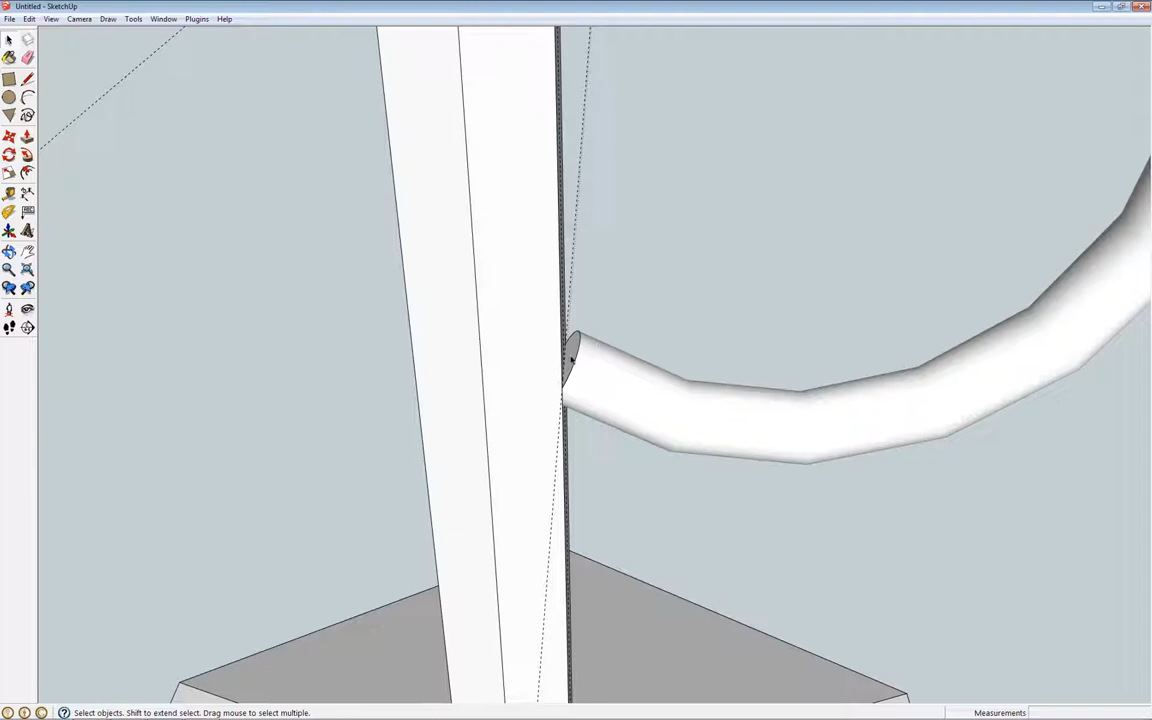 Untitled - SketchUp
File Edit View Camera Draw Tools Window Plugins Help
Select objects. Shift to extend select. Drag mouse to select multiple.
Measurements